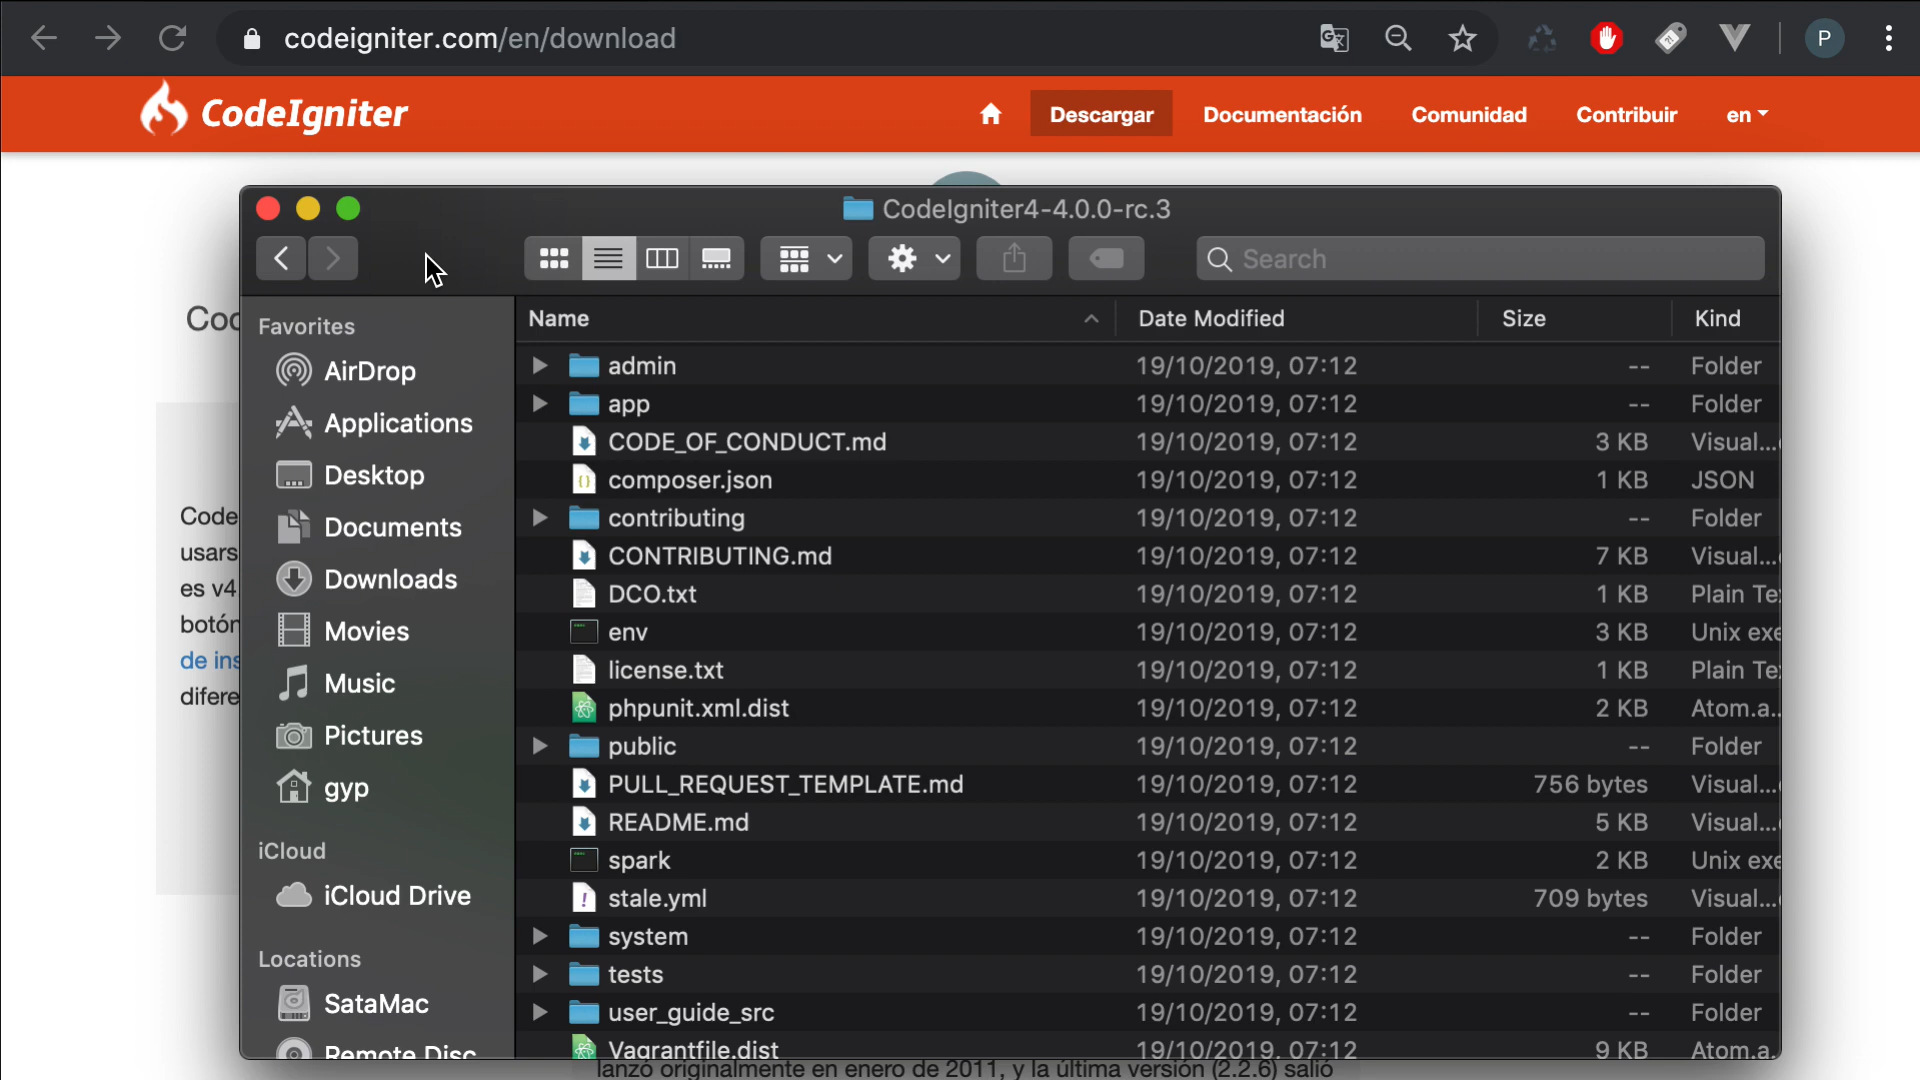 codeigniter.com/en/download
P
CodeIgniter
Descargar
Documentación
Comunidad
Contribuir
en
CodeIgniter4-4.0.0-rc.3
Search
Favorites
AirDrop
Applications
Desktop
Documents
Downloads
Movies
Music
Pictures
gyp
iCloud
iCloud Drive
Locations
SataMac
Remote Disc
Name Date Modified Size Kind
admin 19/10/2019, 07:12 -- Folder
app 19/10/2019, 07:12 -- Folder
CODE_OF_CONDUCT.md 19/10/2019, 07:12 3 KB Visual...
composer.json 19/10/2019, 07:12 1 KB JSON
contributing 19/10/2019, 07:12 -- Folder
CONTRIBUTING.md 19/10/2019, 07:12 7 KB Visual...
DCO.txt 19/10/2019, 07:12 1 KB Plain Te
env 19/10/2019, 07:12 3 KB Unix exe
license.txt 19/10/2019, 07:12 1 KB Plain Te
phpunit.xml.dist 19/10/2019, 07:12 2 KB Atom.a..
public 19/10/2019, 07:12 -- Folder
PULL_REQUEST_TEMPLATE.md 19/10/2019, 07:12 756 bytes Visual...
README.md 19/10/2019, 07:12 5 KB Visual...
spark 19/10/2019, 07:12 2 KB Unix exe
stale.yml 19/10/2019, 07:12 709 bytes Visual...
system 19/10/2019, 07:12 -- Folder
tests 19/10/2019, 07:12 -- Folder
user_guide_src 19/10/2019, 07:12 -- Folder
Vagrantfile.dist 19/10/2019, 07:12 9 KB Atom.a.
Code
usars
es v4
botón
de ins
difere
lanzó originalmente en enero de 2011, y la última versión (2.2.6) salió